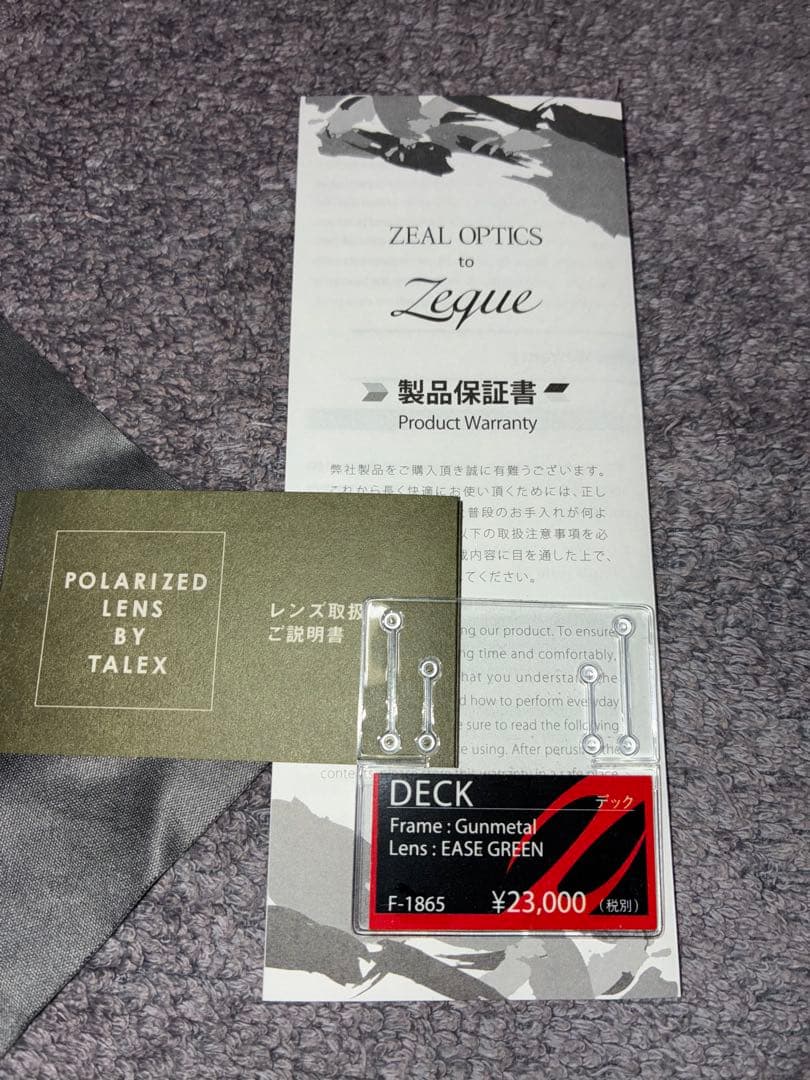 ZEAL OPTICS
to
Zeque
製品保証書
Product Warranty
弊社製品をご購入頂き誠に有難うございます。
これから長く快適にお使い頂くためには、正し
普段のお手入れが何よ
以下の取扱注意事項を必
載内容に目を通した上で、
てください。
POLARIZED
LENS
BY
TALEX
レンズ取扱
ご説明書
ing our product. To ensure
ng time and comfortably,
hat you understand the
d how to perform everyday
e sure to read the following
e using. After perusing the
DECK
デック
Frame : Gunmetal
Lens : EASE GREEN
F-1865
¥23,000 (税別)